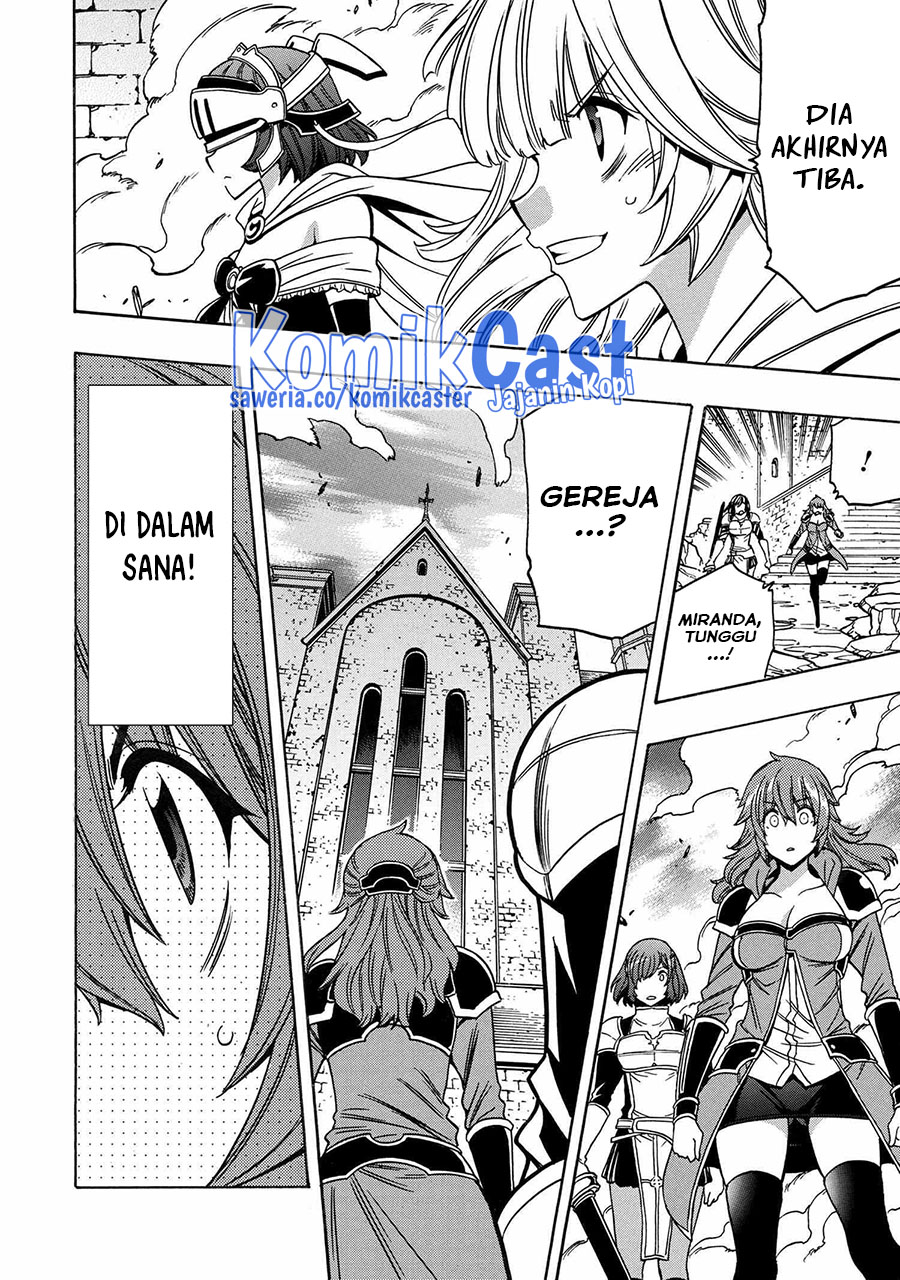 DIA
AKHIRNYA
TIBA.
KomikCast
saweria.co/komikcaster
Jajanin Kopi
!
MIRANDA,
TUNGGU
...!
GEREJA
...?
DI DALAM
SANA!